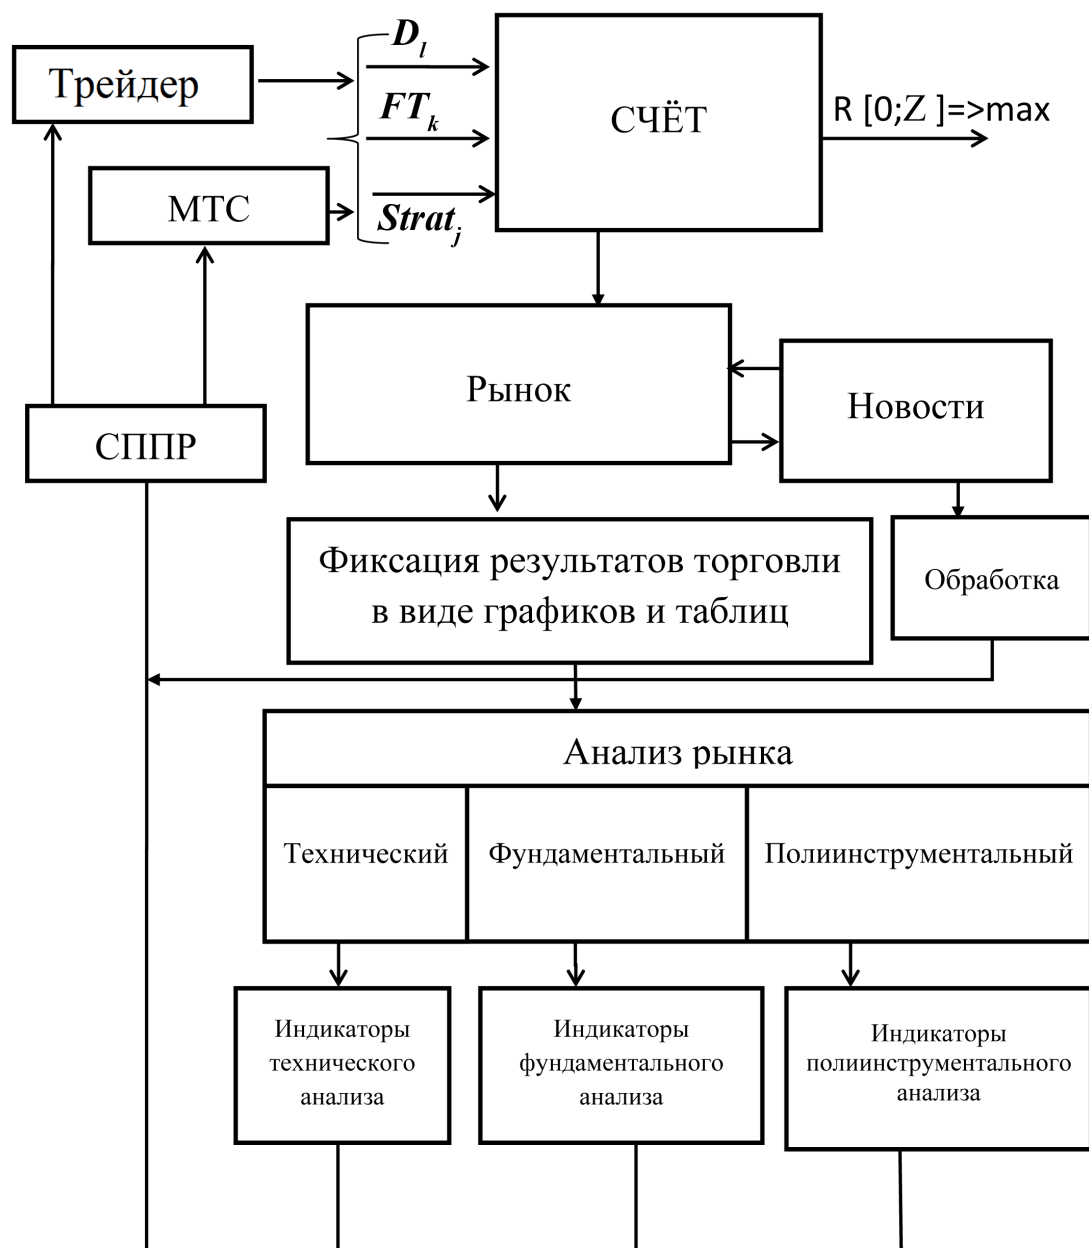 Трейдер
МТС
D_l
FT_k
Strat_j
СЧЁТ
R [0;Z ]=>max
Рынок
Новости
СППР
Фиксация результатов торговли
в виде графиков и таблиц
Обработка
Анализ рынка
Технический
Фундаментальный
Полиинструментальный
Индикаторы
технического
анализа
Индикаторы
фундаментального
анализа
Индикаторы
полиинструментального
анализа